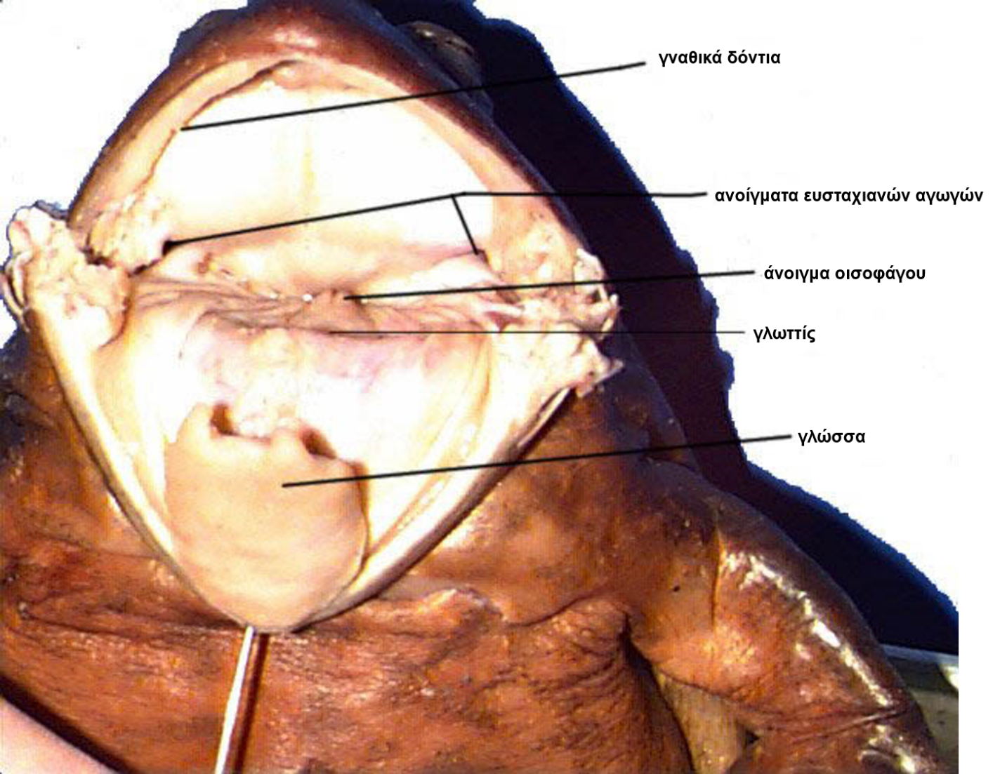 γναθικά δόντια
ανοίγματα ευσταχιανών αγωγών
άνοιγμα οισοφάγου
γλωττίς
γλώσσα